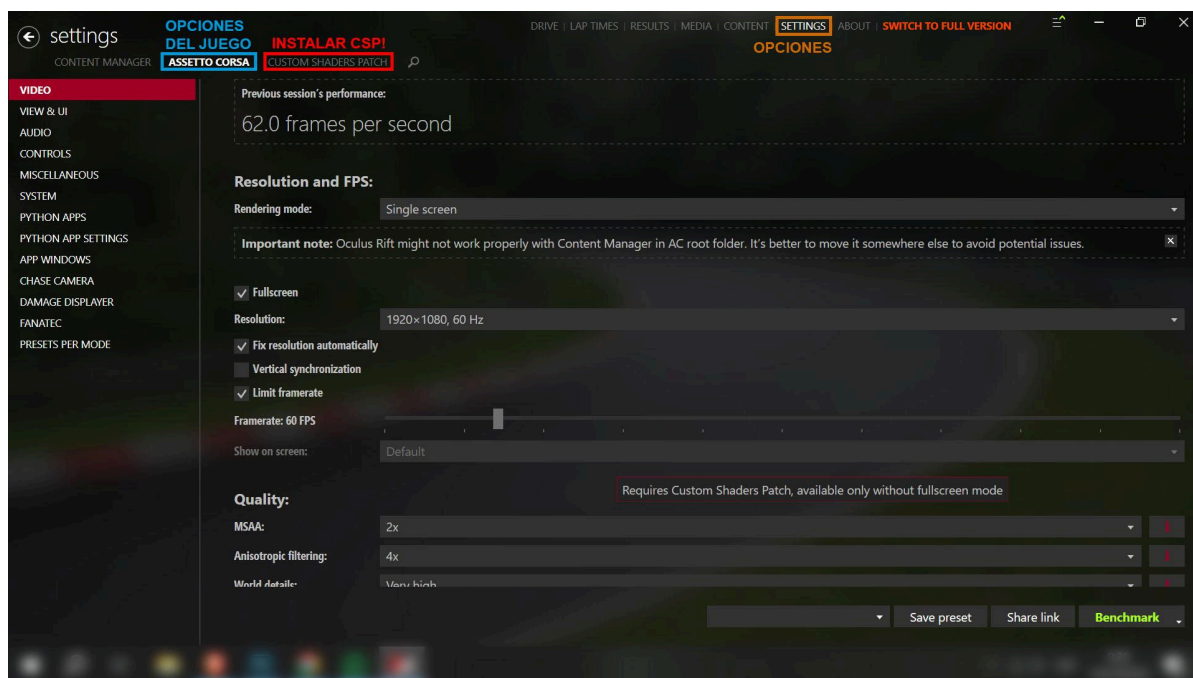 settings
OPCIONES
DEL JUEGO
INSTALAR CSP!
DRIVE | LAP TIMES | RESULTS | MEDIA | CONTENT | SETTINGS | ABOUT | SWITCH TO FULL VERSION
OPCIONES
CONTENT MANAGER ASSETTO CORSA CUSTOM SHADERS PATCH
VIDEO
VIEW & UI
AUDIO
CONTROLS
MISCELLANEOUS
SYSTEM
PYTHON APPS
PYTHON APP SETTINGS
APP WINDOWS
CHASE CAMERA
DAMAGE DISPLAYER
FANATEC
PRESETS PER MODE
Previous session's performance:
62.0 frames per second
Resolution and FPS:
Rendering mode: Single screen
Important note: Oculus Rift might not work properly with Content Manager in AC root folder. It's better to move it somewhere else to avoid potential issues.
Fullscreen
Resolution: 1920×1080, 60 Hz
Fix resolution automatically
Vertical synchronization
Limit framerate
Framerate: 60 FPS
Show on screen: Default
Requires Custom Shaders Patch, available only without fullscreen mode
Quality:
MSAA: 2x
Anisotropic filtering: 4x
World details: Very high
Save preset Share link Benchmark